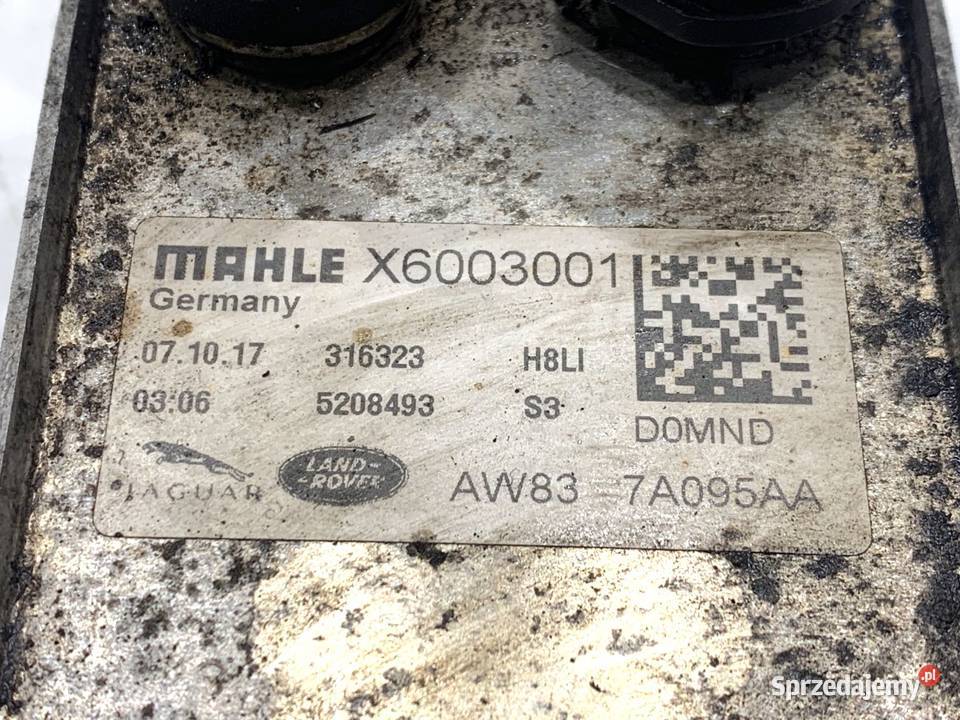 MAHLE X6003001
Germany
07.10.17 316323 H8LI
03:06 5208493 S3
D0MND
JAGUAR LAND-
-ROVER AW83 7A095AA
Sprzedajemy.pl